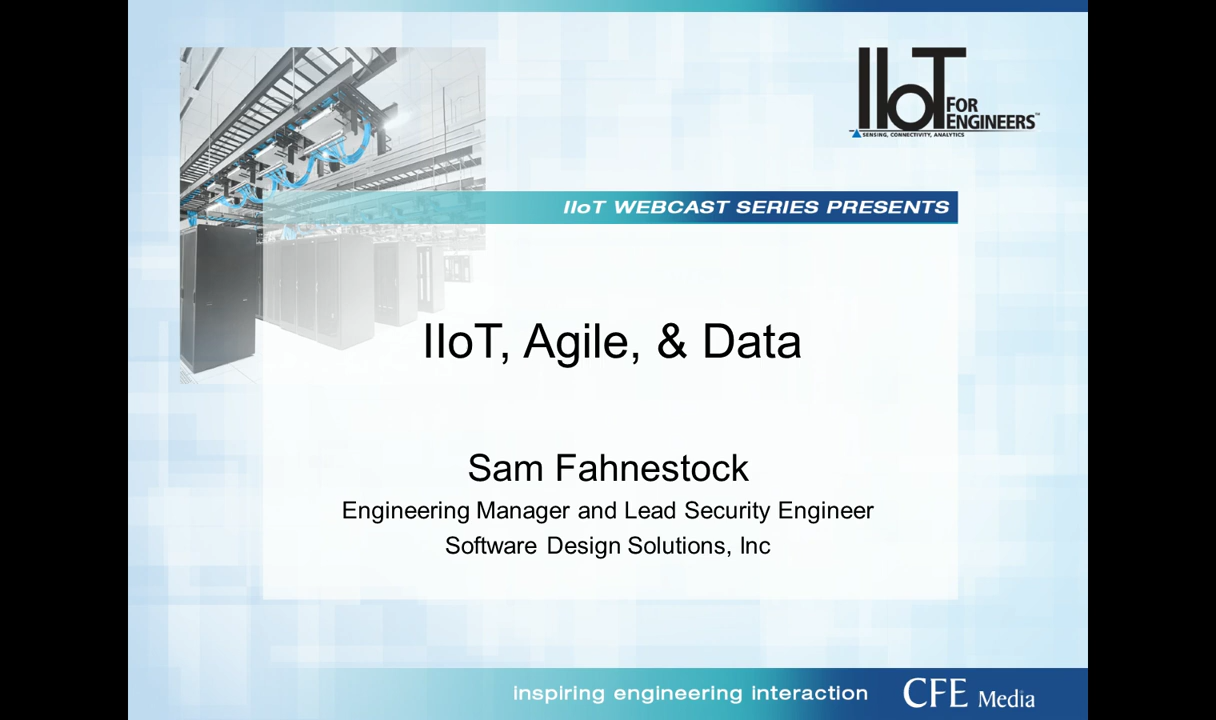 IIoT FOR ENGINEERS™
SENSING, CONNECTIVITY, ANALYTICS
IIoT WEBCAST SERIES PRESENTS
IIoT, Agile, & Data
Sam Fahnestock
Engineering Manager and Lead Security Engineer
Software Design Solutions, Inc
inspiring engineering interaction
CFE Media